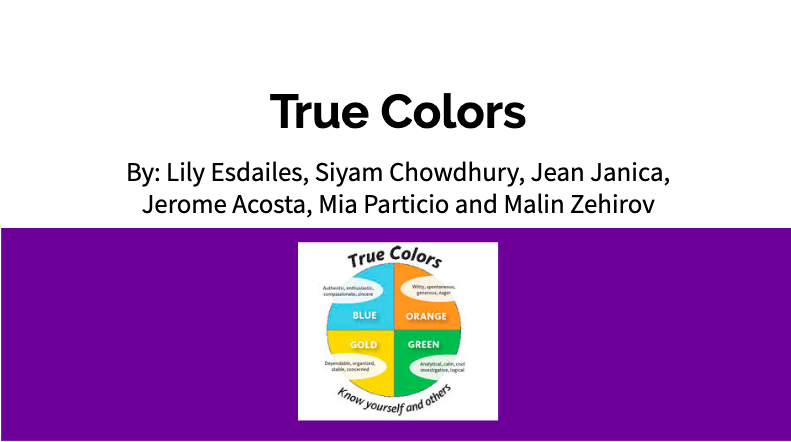 True Colors
By: Lily Esdailes, Siyam Chowdhury, Jean Janica,
Jerome Acosta, Mia Particio and Malin Zehirov
True Colors
Authentic, enthusiastic,
compassionate, sincere
Witty, spontaneous,
generous, eager
BLUE
ORANGE
GOLD
GREEN
Dependable, organized,
stable, concerned
Analytical, calm, cool
investigative, logical
Know yourself and others